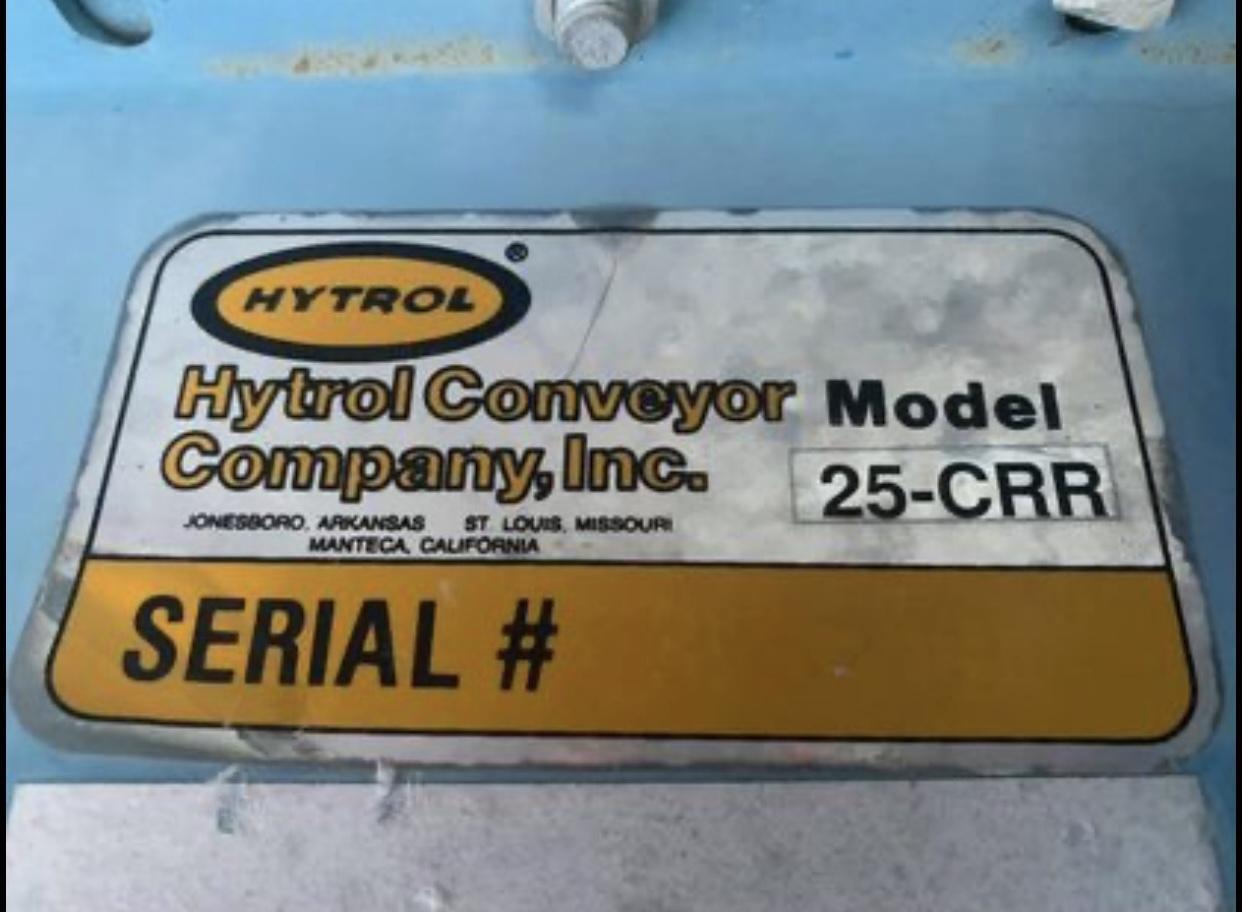 HYTROL®
Hytrol Conveyor
Company, Inc.
JONESBORO, ARKANSAS ST. LOUIS, MISSOURI
MANTECA, CALIFORNIA
Model
25-CRR
SERIAL #